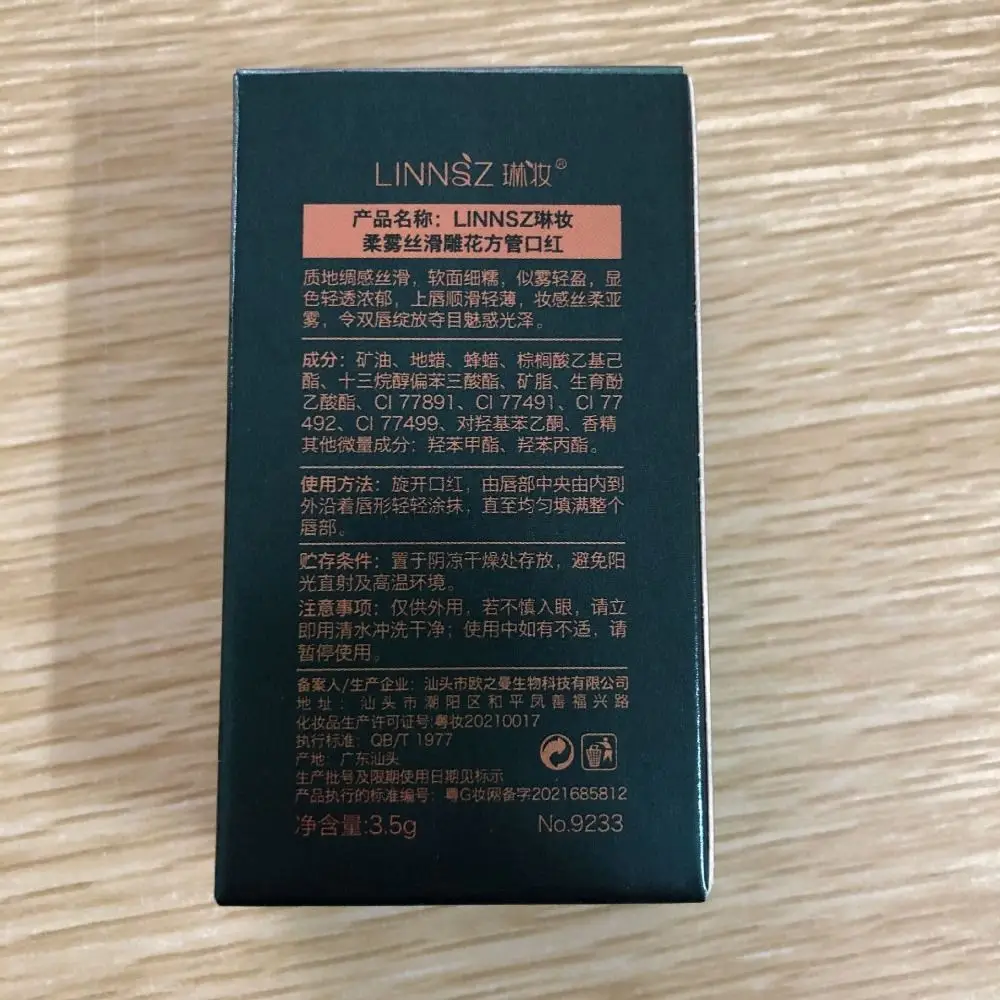 LINNSZ 琳妆®
产品名称：LINNSZ琳妆
柔雾丝滑雕花方管口红
质地绸感丝滑，软面细糯，似雾轻盈，显
色轻透浓郁，上唇顺滑轻薄，妆感丝柔亚
雾，令双唇绽放夺目魅惑光泽。
成分：矿油、地蜡、蜂蜡、棕榈酸乙基己
酯、十三烷醇偏苯三酸酯、矿脂、生育酚
乙酸酯、CI 77891、CI 77491、CI 77
492、CI 77499、对羟基苯乙酮、香精
其他微量成分：羟苯甲酯、羟苯丙酯。
使用方法：旋开口红，由唇部中央由内到
外沿着唇形轻轻涂抹，直至均匀填满整个
唇部。
贮存条件：置于阴凉干燥处存放，避免阳
光直射及高温环境。
注意事项：仅供外用，若不慎入眼，请立
即用清水冲洗干净；使用中如有不适，请
暂停使用。
备案人/生产企业：汕头市欧之曼生物科技有限公司
地址：汕头市潮阳区和平凤善福兴路
化妆品生产许可证号:粤妆20210017
执行标准：QB/T 1977
产地：广东汕头
生产批号及限期使用日期见标示
产品执行的标准编号：粤G妆网备字2021685812
净含量:3.5g No.9233